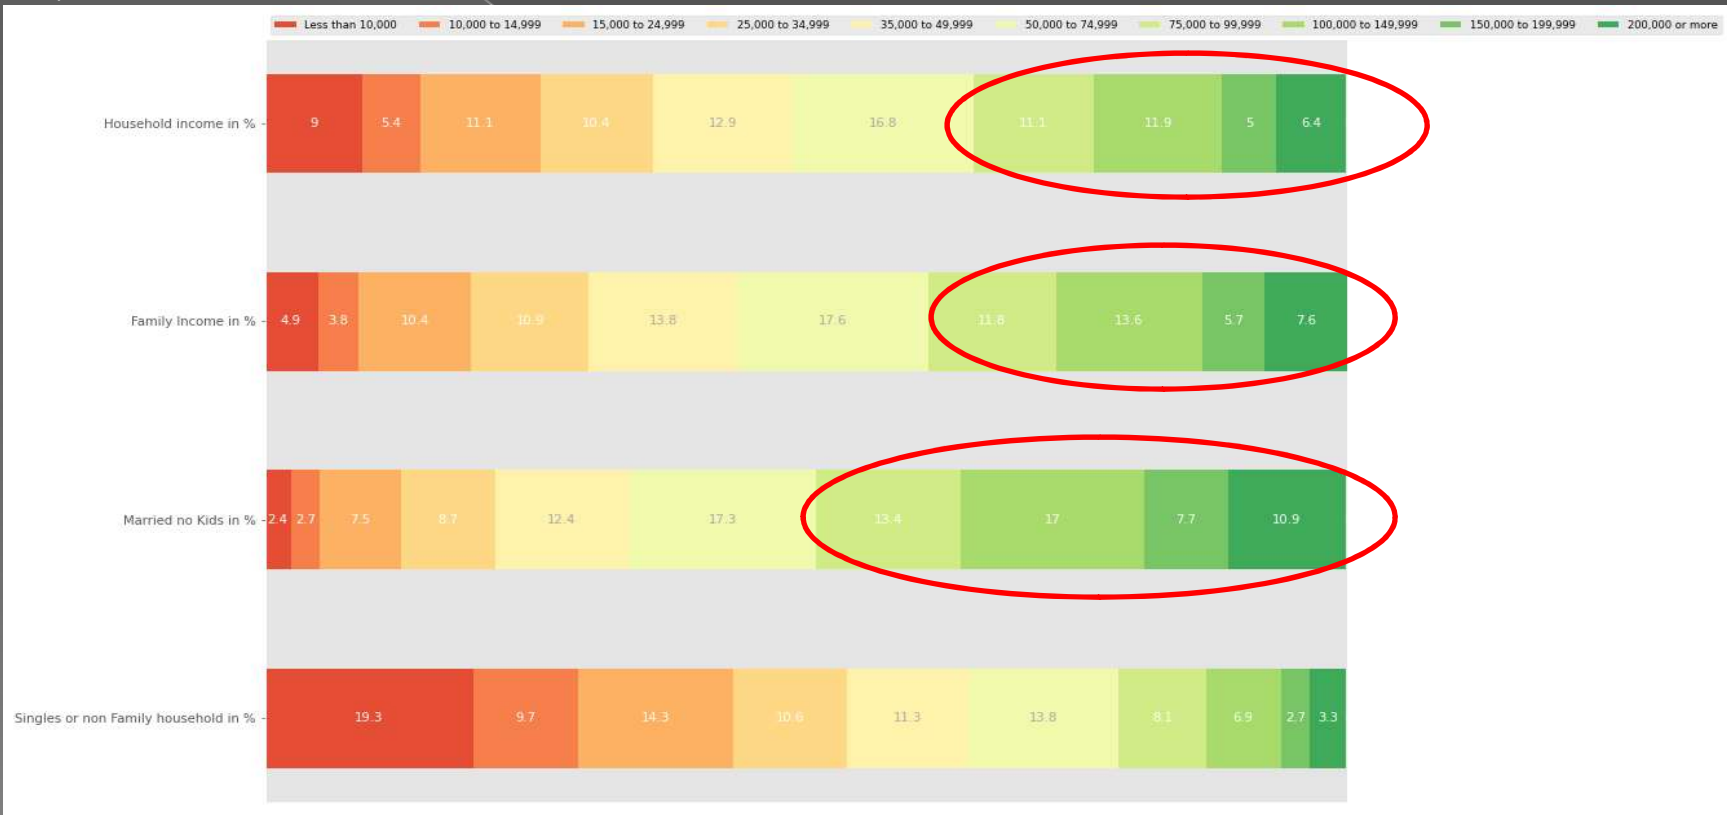 Less than 10,000 10,000 to 14,999 15,000 to 24,999 25,000 to 34,999 35,000 to 49,999 50,000 to 74,999 75,000 to 99,999 100,000 to 149,999 150,000 to 199,999 200,000 or more
Household income in % 9 5.4 11.1 10.4 12.9 16.8 11.1 11.9 5 6.4
Family Income in % 4.9 3.8 10.4 10.9 13.8 17.6 11.8 13.6 5.7 7.6
Married no Kids in % 2.4 2.7 7.5 8.7 12.4 17.3 13.4 17 7.7 10.9
Singles or non Family household in % 19.3 9.7 14.3 10.6 11.3 13.8 8.1 6.9 2.7 3.3